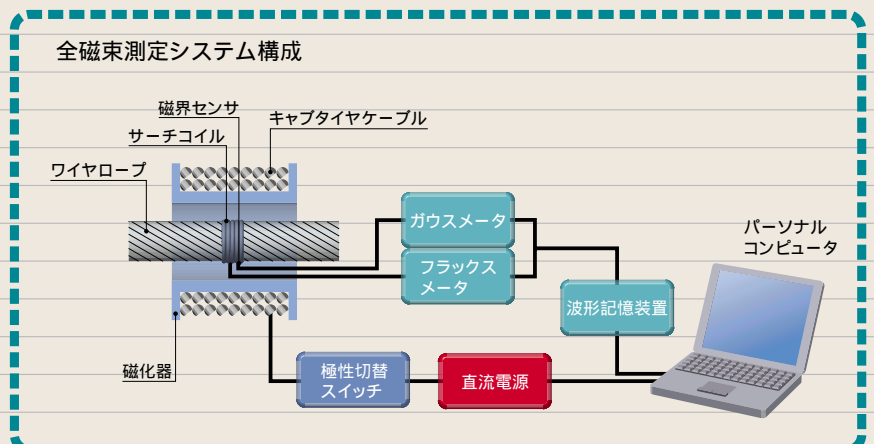 全磁束測定システム構成
磁界センサ
キャブタイヤケーブル
サーチコイル
ワイヤロープ
ガウスメータ
フラックス
メータ
パーソナル
コンピュータ
波形記憶装置
磁化器
極性切替
スイッチ
直流電源